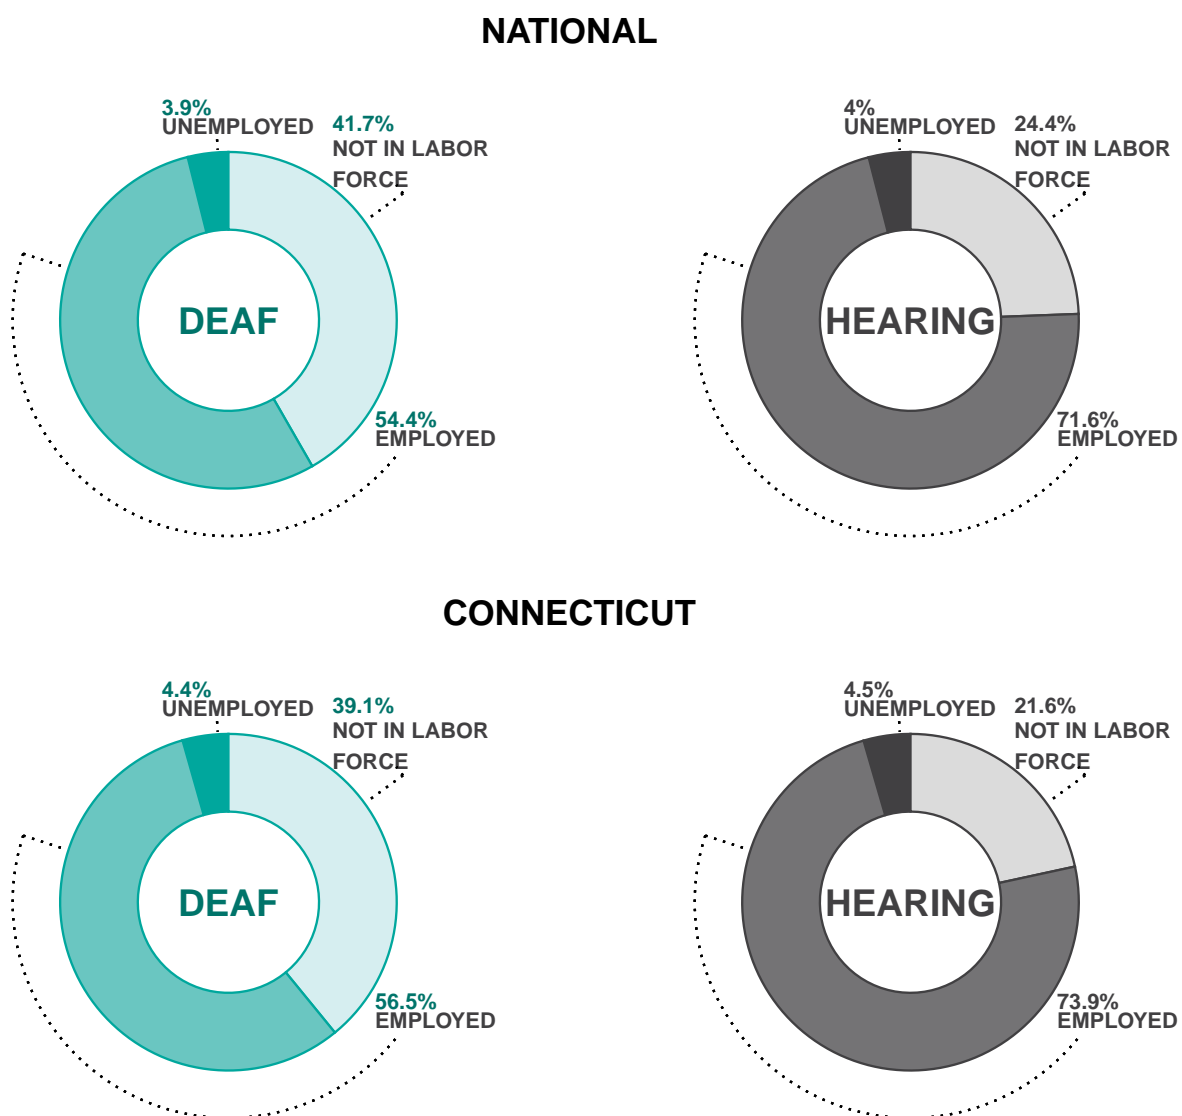 NATIONAL
3.9%
UNEMPLOYED
41.7%
NOT IN LABOR
FORCE
DEAF
54.4%
EMPLOYED
4%
UNEMPLOYED
24.4%
NOT IN LABOR
FORCE
HEARING
71.6%
EMPLOYED
CONNECTICUT
4.4%
UNEMPLOYED
39.1%
NOT IN LABOR
FORCE
DEAF
56.5%
EMPLOYED
4.5%
UNEMPLOYED
21.6%
NOT IN LABOR
FORCE
HEARING
73.9%
EMPLOYED